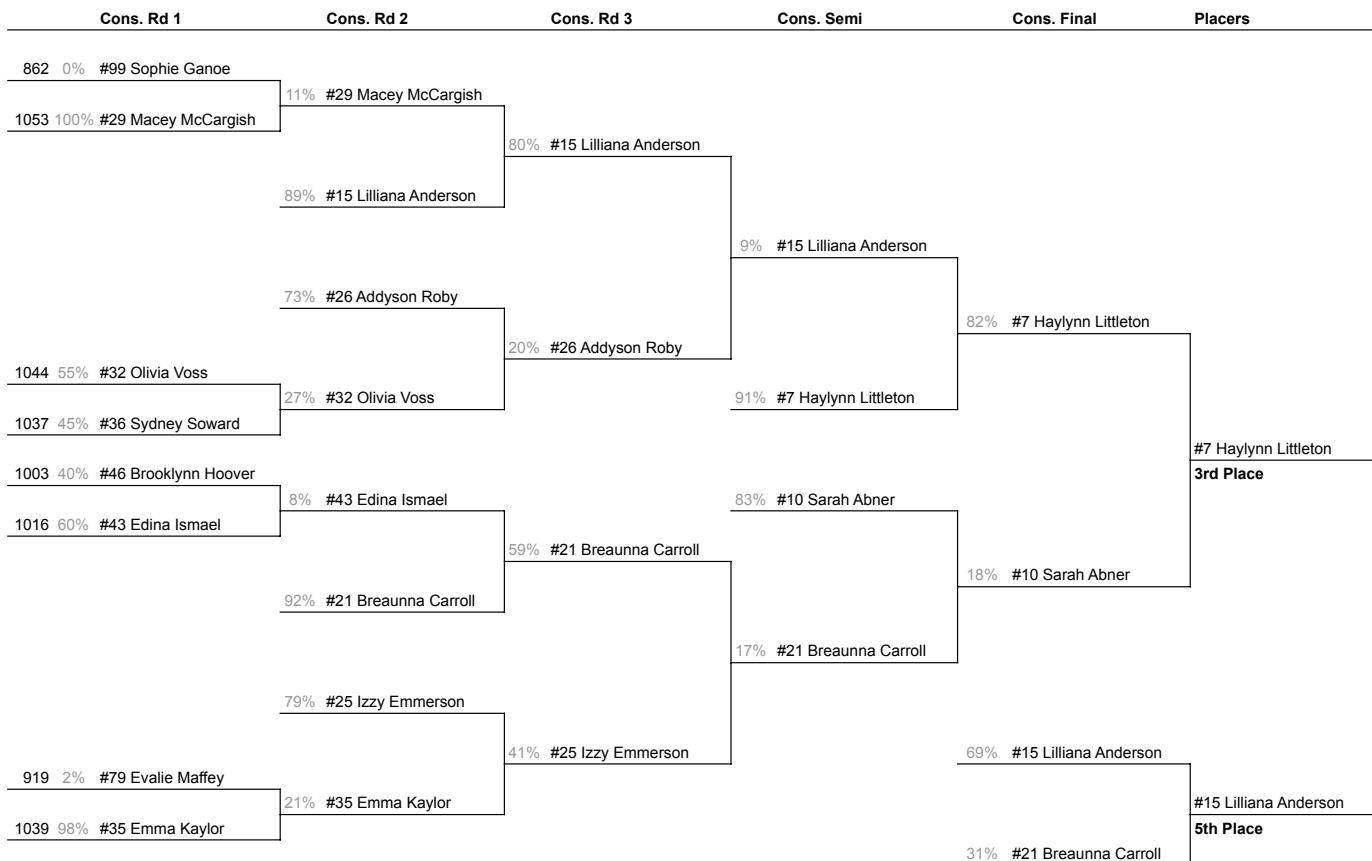 Cons. Rd 1 Cons. Rd 2 Cons. Rd 3 Cons. Semi Cons. Final Placers
862 0% #99 Sophie Ganoe
11% #29 Macey McCargish
1053 100% #29 Macey McCargish
80% #15 Lilliana Anderson
89% #15 Lilliana Anderson
9% #15 Lilliana Anderson
73% #26 Addyson Roby
82% #7 Haylynn Littleton
20% #26 Addyson Roby
1044 55% #32 Olivia Voss
27% #32 Olivia Voss 91% #7 Haylynn Littleton
1037 45% #36 Sydney Soward
#7 Haylynn Littleton
1003 40% #46 Brooklynn Hoover 3rd Place
8% #43 Edina Ismael 83% #10 Sarah Abner
1016 60% #43 Edina Ismael
59% #21 Breaunna Carroll
18% #10 Sarah Abner
92% #21 Breaunna Carroll
17% #21 Breaunna Carroll
79% #25 Izzy Emmerson
41% #25 Izzy Emmerson 69% #15 Lilliana Anderson
919 2% #79 Evalie Maffey
21% #35 Emma Kaylor #15 Lilliana Anderson
1039 98% #35 Emma Kaylor 5th Place
31% #21 Breaunna Carroll